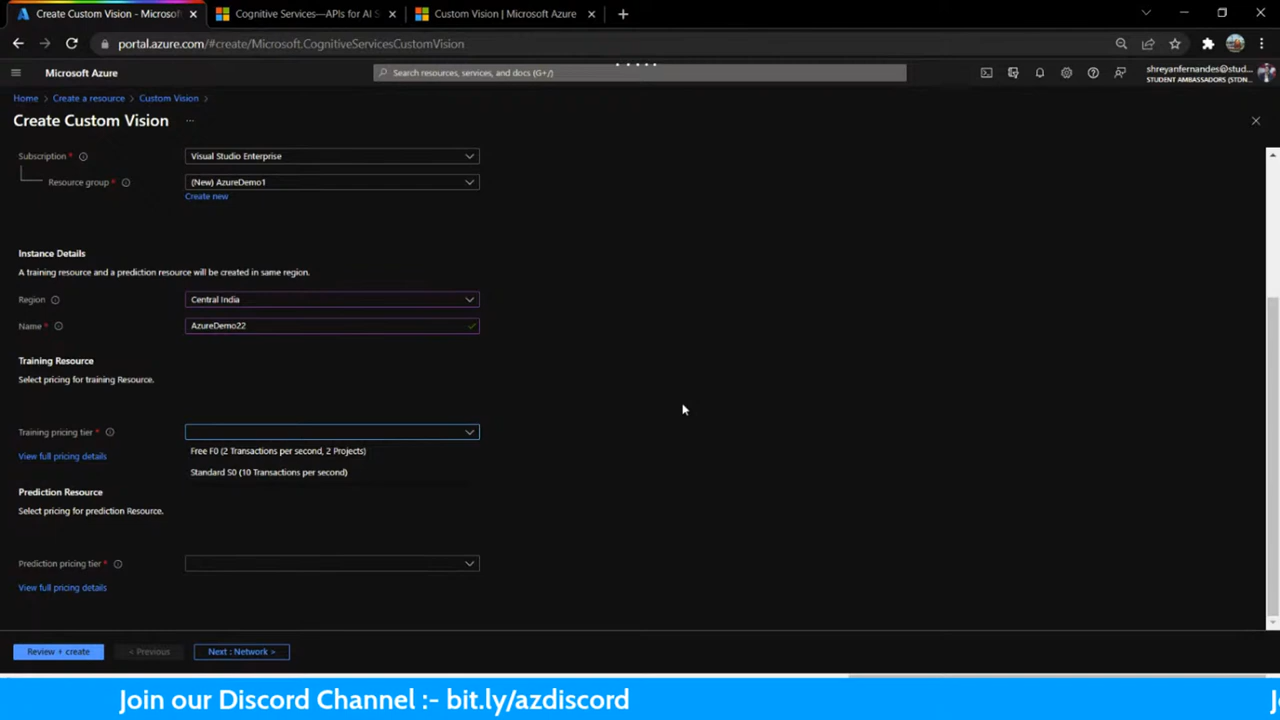 Create Custom Vision - Microsof
Cognitive Services—APIs for AI S
Custom Vision | Microsoft Azure
portal.azure.com/#create/Microsoft.CognitiveServicesCustomVision
Microsoft Azure
Search resources, services, and docs (G+/)
shreyanfernandes@stud...
STUDENT AMBASSADORS (STDN...
Home > Create a resource > Custom Vision >
Create Custom Vision ...
Subscription *
Visual Studio Enterprise
Resource group *
(New) AzureDemo1
Create new
Instance Details
A training resource and a prediction resource will be created in same region.
Region
Central India
Name *
AzureDemo22
Training Resource
Select pricing for training Resource.
Training pricing tier *
Free F0 (2 Transactions per second, 2 Projects)
View full pricing details
Standard S0 (10 Transactions per second)
Prediction Resource
Select pricing for prediction Resource.
Prediction pricing tier *
View full pricing details
Review + create
< Previous
Next : Network >
Join our Discord Channel :- bit.ly/azdiscord